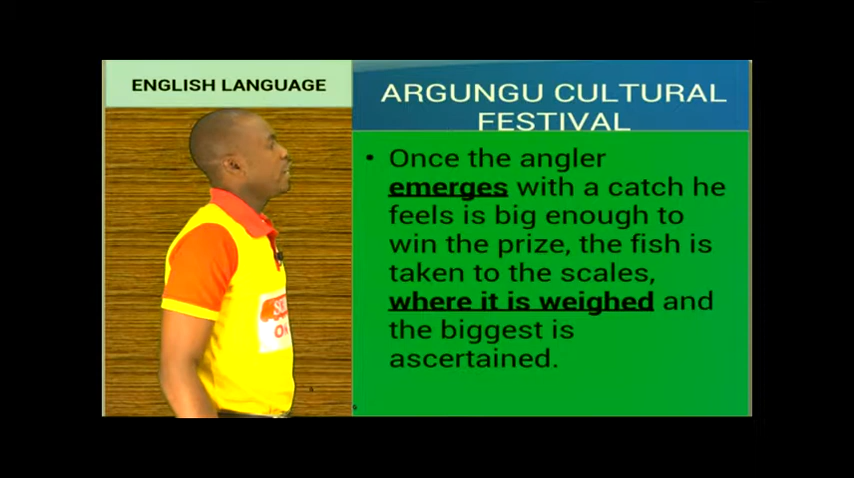 ENGLISH LANGUAGE
ARGUNGU CULTURAL
FESTIVAL
• Once the angler
emerges with a catch he
feels is big enough to
win the prize, the fish is
taken to the scales,
where it is weighed and
the biggest is
ascertained.